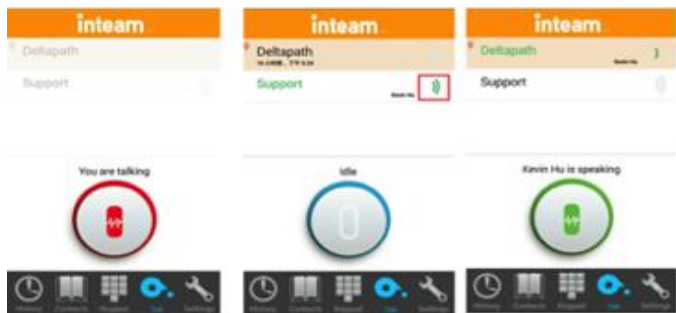 inteam
Deltapath
Support
You are talking
History Contacts Keypad Talk Settings
inteam
Deltapath
Support
Kevin Hu
Idle
History Contacts Keypad Talk Settings
inteam
Deltapath
Kevin Hu
Support
Kevin Hu is speaking
History Contacts Keypad Talk Settings